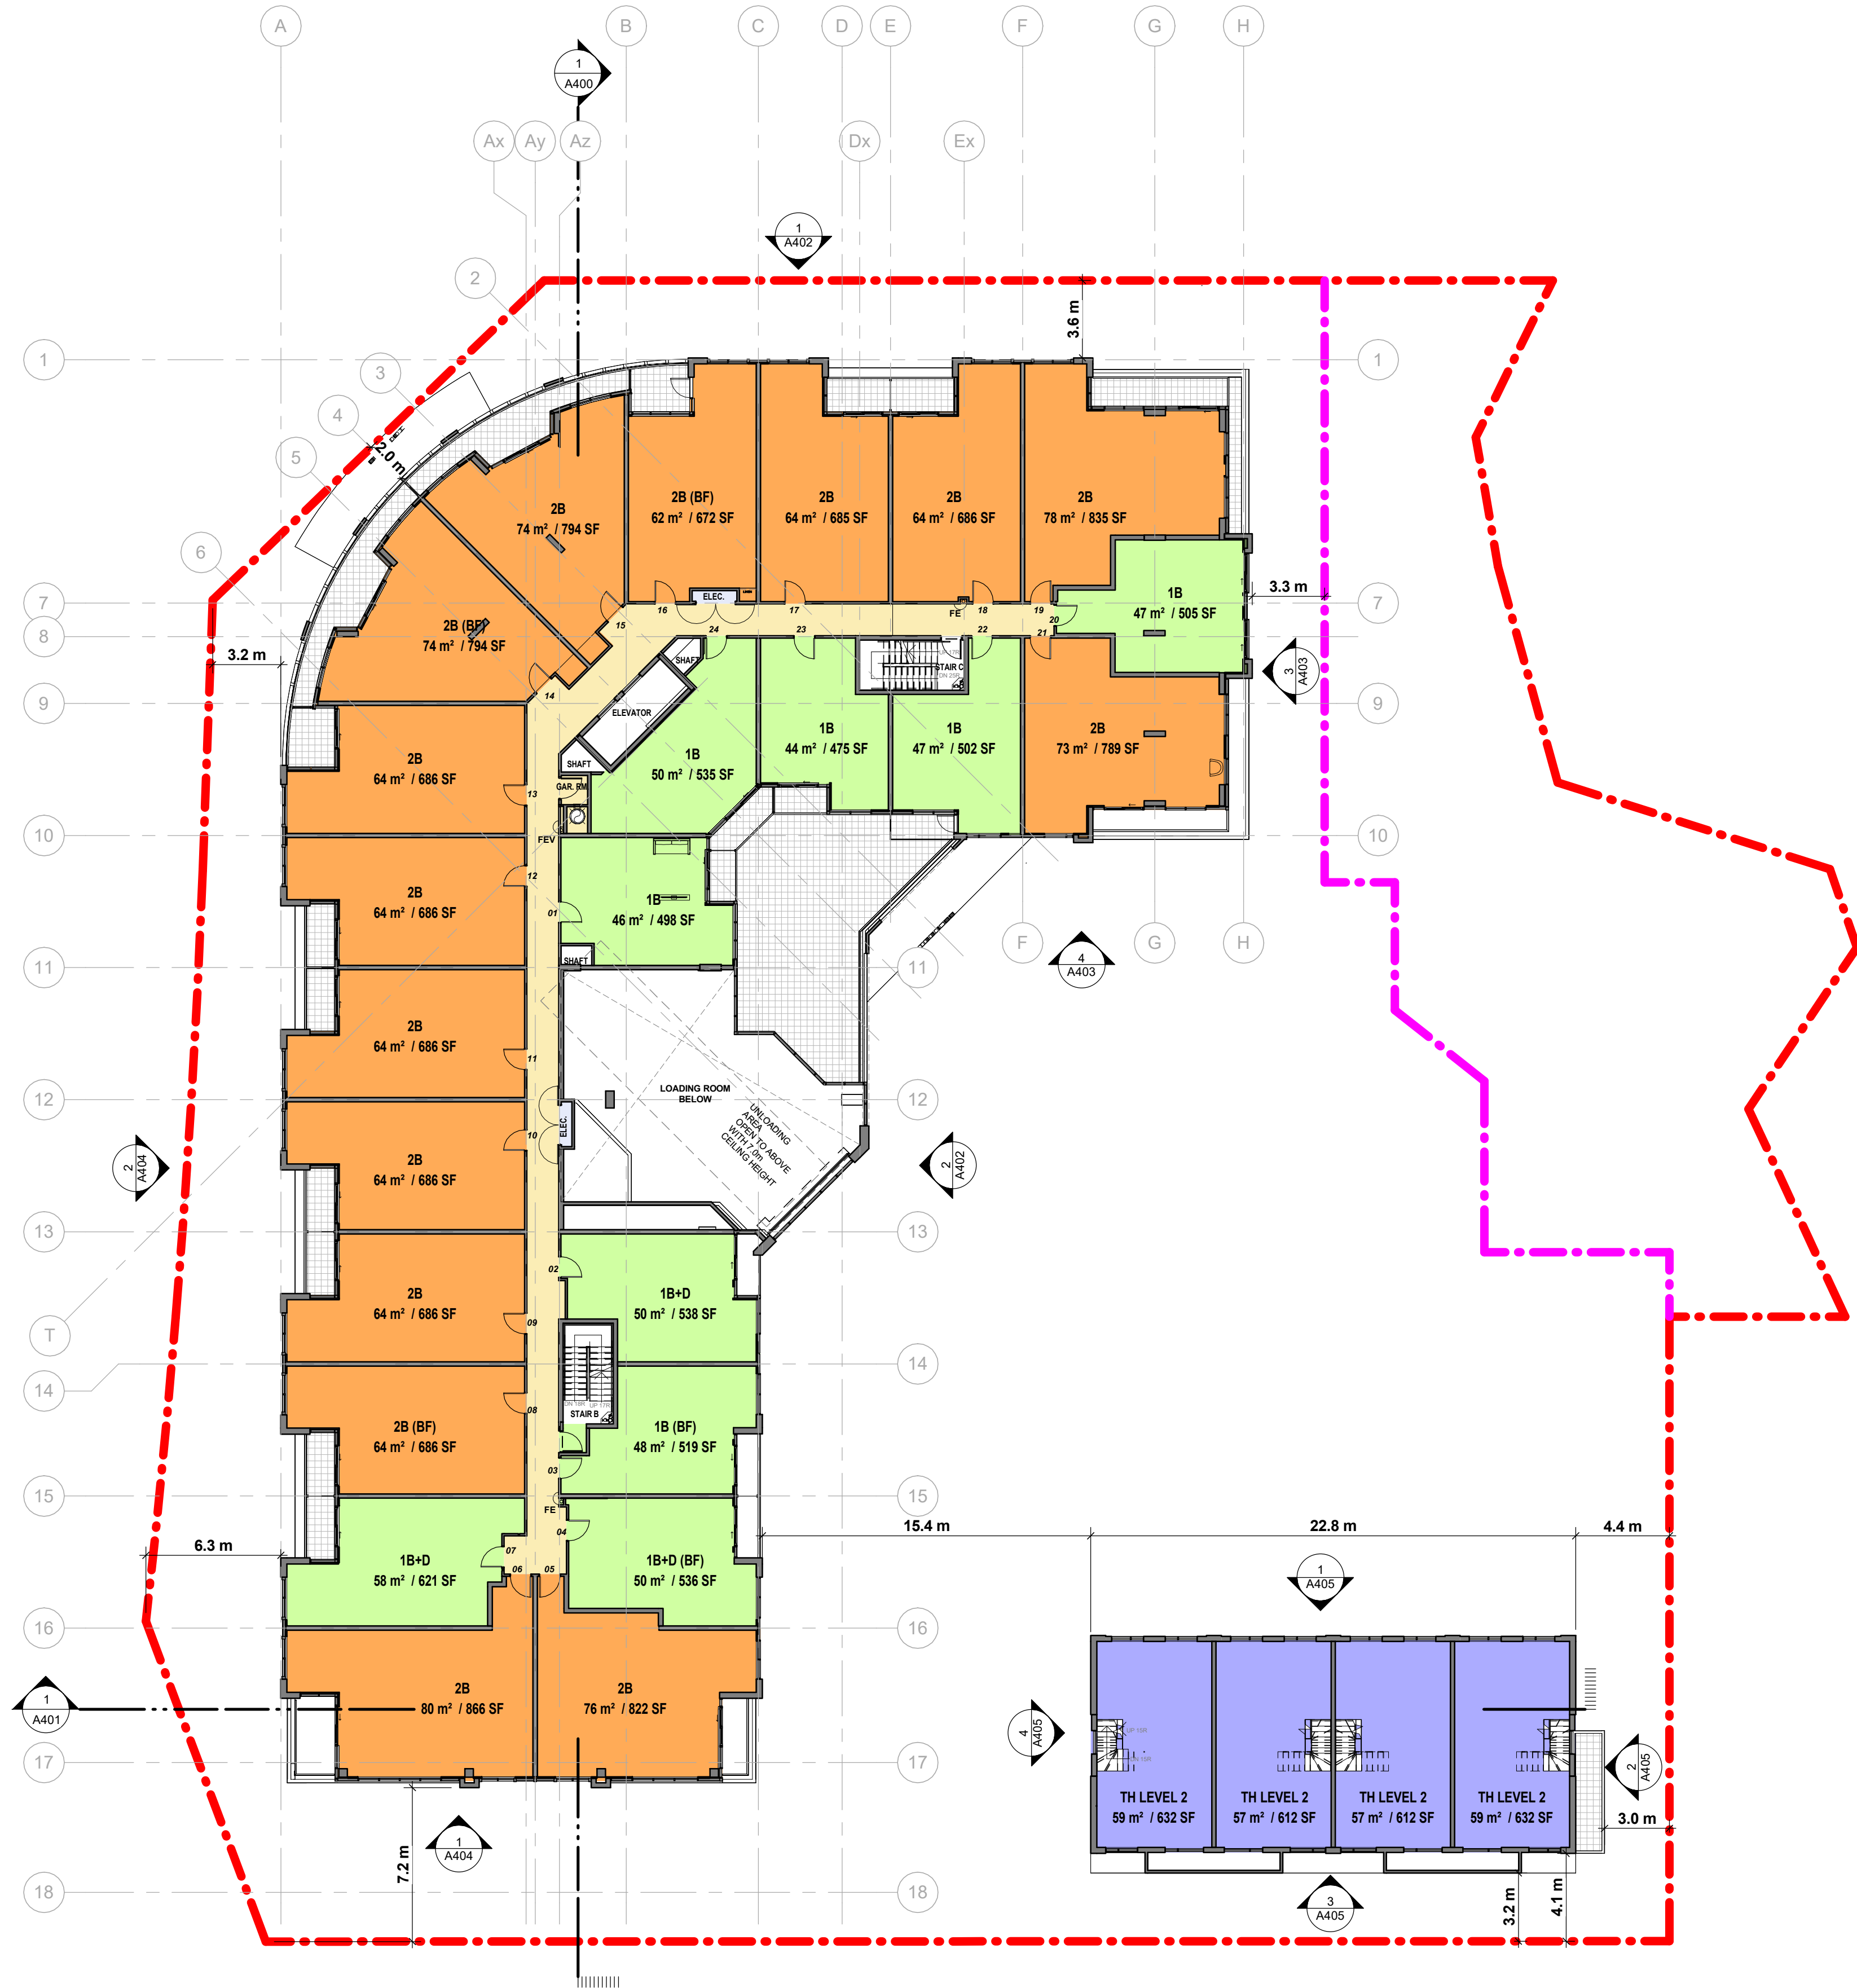 A
B
C
D
E
F
G
H
1
A400
Ax
Ay
Az
Dx
Ex
1
A402
2
3.6 m
1
1
3
4
2.0 m
5
6
2B (BF)
62 m² / 672 SF
2B
64 m² / 685 SF
2B
64 m² / 686 SF
2B
78 m² / 835 SF
2B
74 m² / 794 SF
2B (BF)
74 m² / 794 SF
1B
47 m² / 505 SF
3.3 m
7
7
8
ELEC.
16
17
18
19
20
21
22
23
24
15
14
FE
UP 17R
STAIR C
DN 25R
SHAFT
ELEVATOR
SHAFT
GAR. RM
3.2 m
3
A403
9
9
1B
50 m² / 535 SF
1B
44 m² / 475 SF
1B
47 m² / 502 SF
2B
73 m² / 789 SF
2B
64 m² / 686 SF
13
10
10
FEV
12
2B
64 m² / 686 SF
01
1B
46 m² / 498 SF
SHAFT
F
G
H
4
A403
11
11
2B
64 m² / 686 SF
11
12
12
LOADING ROOM
BELOW
UNLOADING
AREA
OPEN TO ABOVE
WITH 7.0m
CEILING HEIGHT
ELEC.
10
2
A404
2
A402
2B
64 m² / 686 SF
13
13
02
2B
64 m² / 686 SF
09
1B+D
50 m² / 538 SF
T
14
14
DN 18R
UP 17R
STAIR B
08
2B (BF)
64 m² / 686 SF
1B (BF)
48 m² / 519 SF
03
15
15
FE
04
15.4 m
22.8 m
4.4 m
6.3 m
07
06
05
1B+D
58 m² / 621 SF
1B+D (BF)
50 m² / 536 SF
1
A405
16
16
1
A401
2B
80 m² / 866 SF
2B
76 m² / 822 SF
4
A405
UP 15R
DN 15R
2
A405
17
17
TH LEVEL 2
59 m² / 632 SF
TH LEVEL 2
57 m² / 612 SF
TH LEVEL 2
57 m² / 612 SF
TH LEVEL 2
59 m² / 632 SF
3.0 m
1
A404
7.2 m
18
18
3
A405
3.2 m
4.1 m